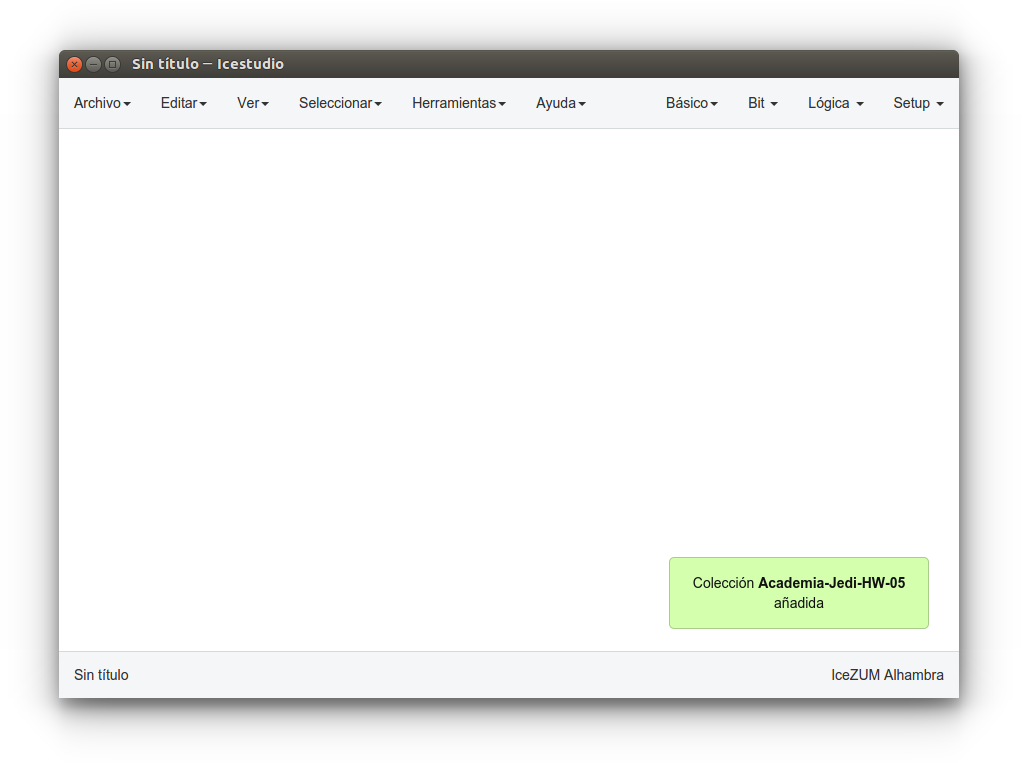 Sin título – Icestudio
Archivo Editar Ver Seleccionar Herramientas Ayuda Básico Bit Lógica Setup
Colección Academia-Jedi-HW-05
añadida
Sin título IceZUM Alhambra